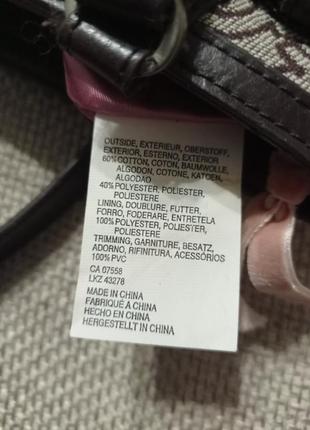 OUTSIDE, EXTERIEUR, OBERSTOFF,
EXTERIOR, ESTERNO, EXTERIOR
60%COTTON, COTON, BAUMWOLLE,
ALGODON, COTONE, KATOEN,
ALGODAO
40%POLYESTER, POLIESTER,
POLIESTERE
LINING, DOUBLURE, FUTTER,
FORRO, FODERARE, ENTRETELA
100%POLYESTER, POLIESTER,
POLIESTERE
TRIMMING, GARNITURE, BESATZ,
ADORNO, RIFINITURA, ACESSÓRIOS
100%PVC
CA 07558
LKZ 43278
MADE IN CHINA
FABRIQUÉ À CHINA
HECHO EN CHINA
HERGESTELLT IN CHINA